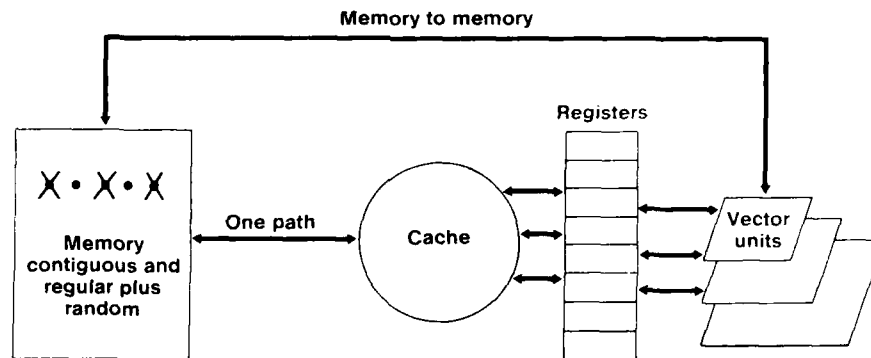 Memory to memory
Registers
X • X • X
One path
Cache
Vector
units
Memory
contiguous and
regular plus
random